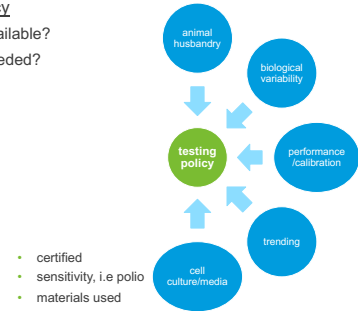 cy
ailable?
eded?
animal
husbandry
biological
variability
testing
policy
performance
/calibration
trending
cell
culture/media
• certified
• sensitivity, i.e polio
• materials used